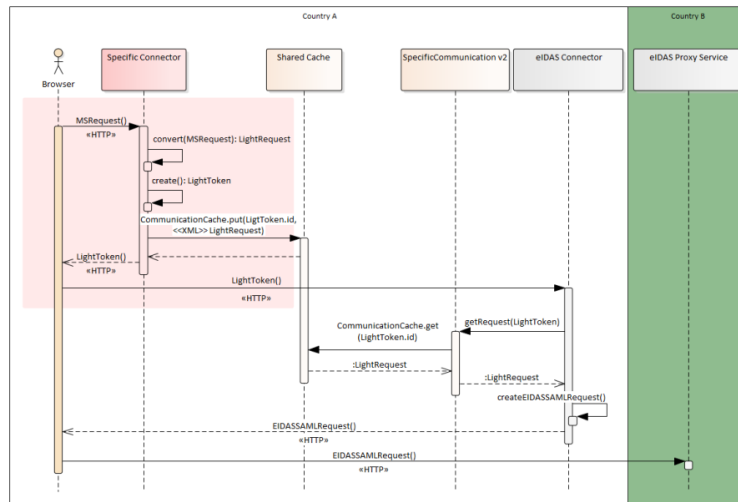 Country A
Country B
Specific Connector
Shared Cache
SpecificCommunication v2
eIDAS Connector
eIDAS Proxy Service
Browser
MSRequest()
«HTTP»
convert(MSRequest): LightRequest
create(): LightToken
CommunicationCache.put(LigtToken.id,
<<XML>> LightRequest)
LightToken()
«HTTP»
LightToken()
«HTTP»
getRequest(LightToken)
CommunicationCache.get
(LightToken.id)
:LightRequest
:LightRequest
createEIDASSAMLRequest()
EIDASSAMLRequest()
«HTTP»
EIDASSAMLRequest()
«HTTP»